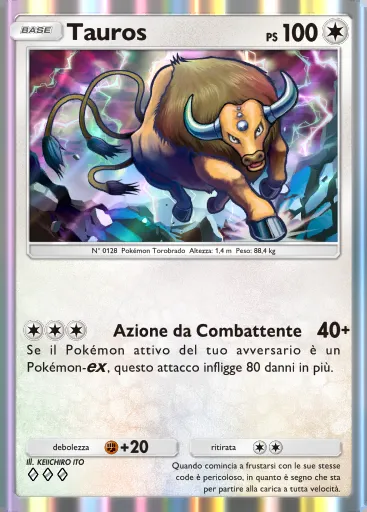 BASE Tauros PS 100
N° 0128 Pokémon Torobrado Altezza: 1,4 m Peso: 88,4 kg
Azione da Combattente 40+
Se il Pokémon attivo del tuo avversario è un
Pokémon-ex, questo attacco infligge 80 danni in più.
debolezza +20 ritirata
Ill. KEIICHIRO ITO
Quando comincia a frustarsi con le sue stesse
code è pericoloso, in quanto è segno che sta
per partire alla carica a tutta velocità.